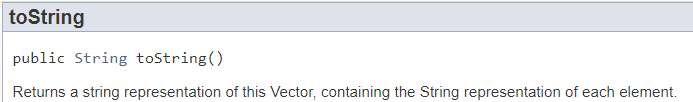 toString
public String toString()
Returns a string representation of this Vector, containing the String representation of each element.